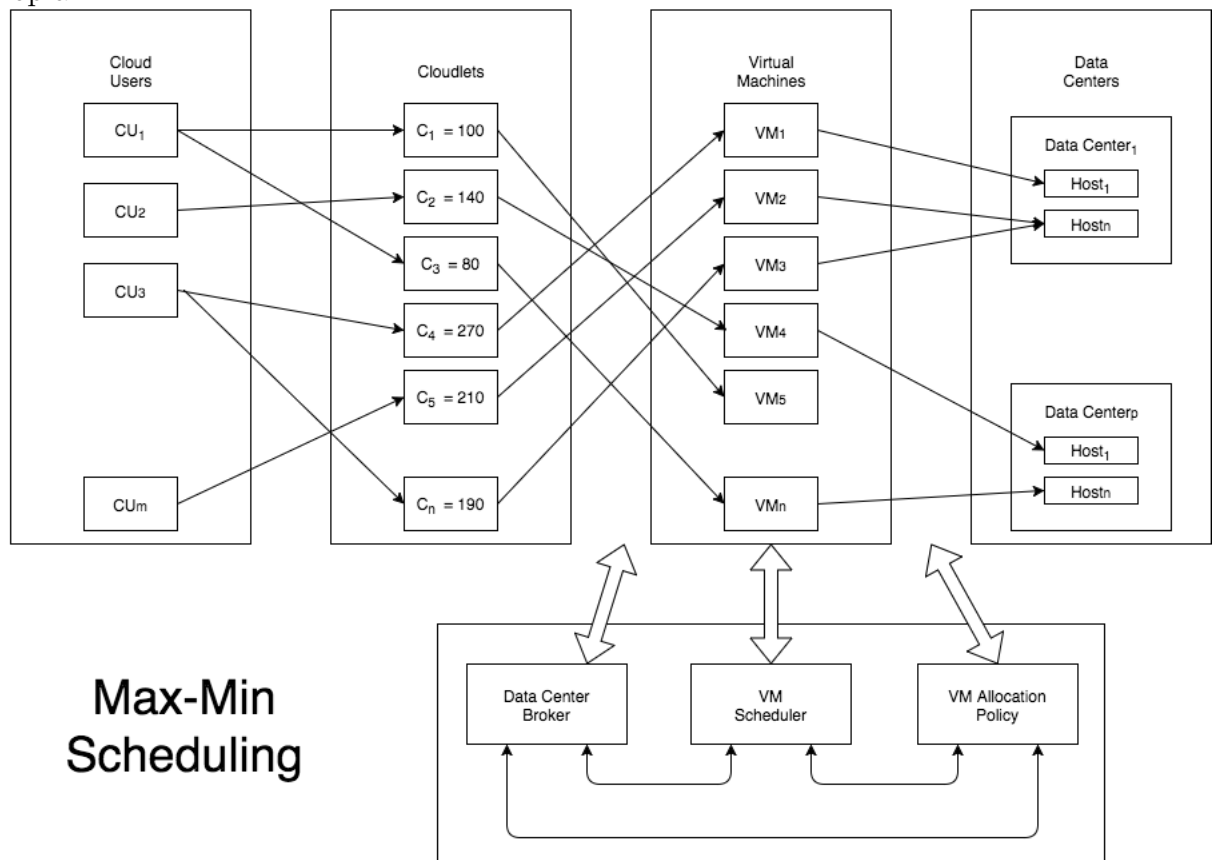 Cloud
Users
CU₁
CU₂
CU₃
CUm
Cloudlets
C₁ = 100
C₂ = 140
C₃ = 80
C₄ = 270
C₅ = 210
Cₙ = 190
Virtual
Machines
VM₁
VM₂
VM₃
VM₄
VM₅
VMn
Data
Centers
Data Center₁
Host₁
Hostn
Data Centerp
Host₁
Hostn
Max-Min
Scheduling
Data Center
Broker
VM
Scheduler
VM Allocation
Policy